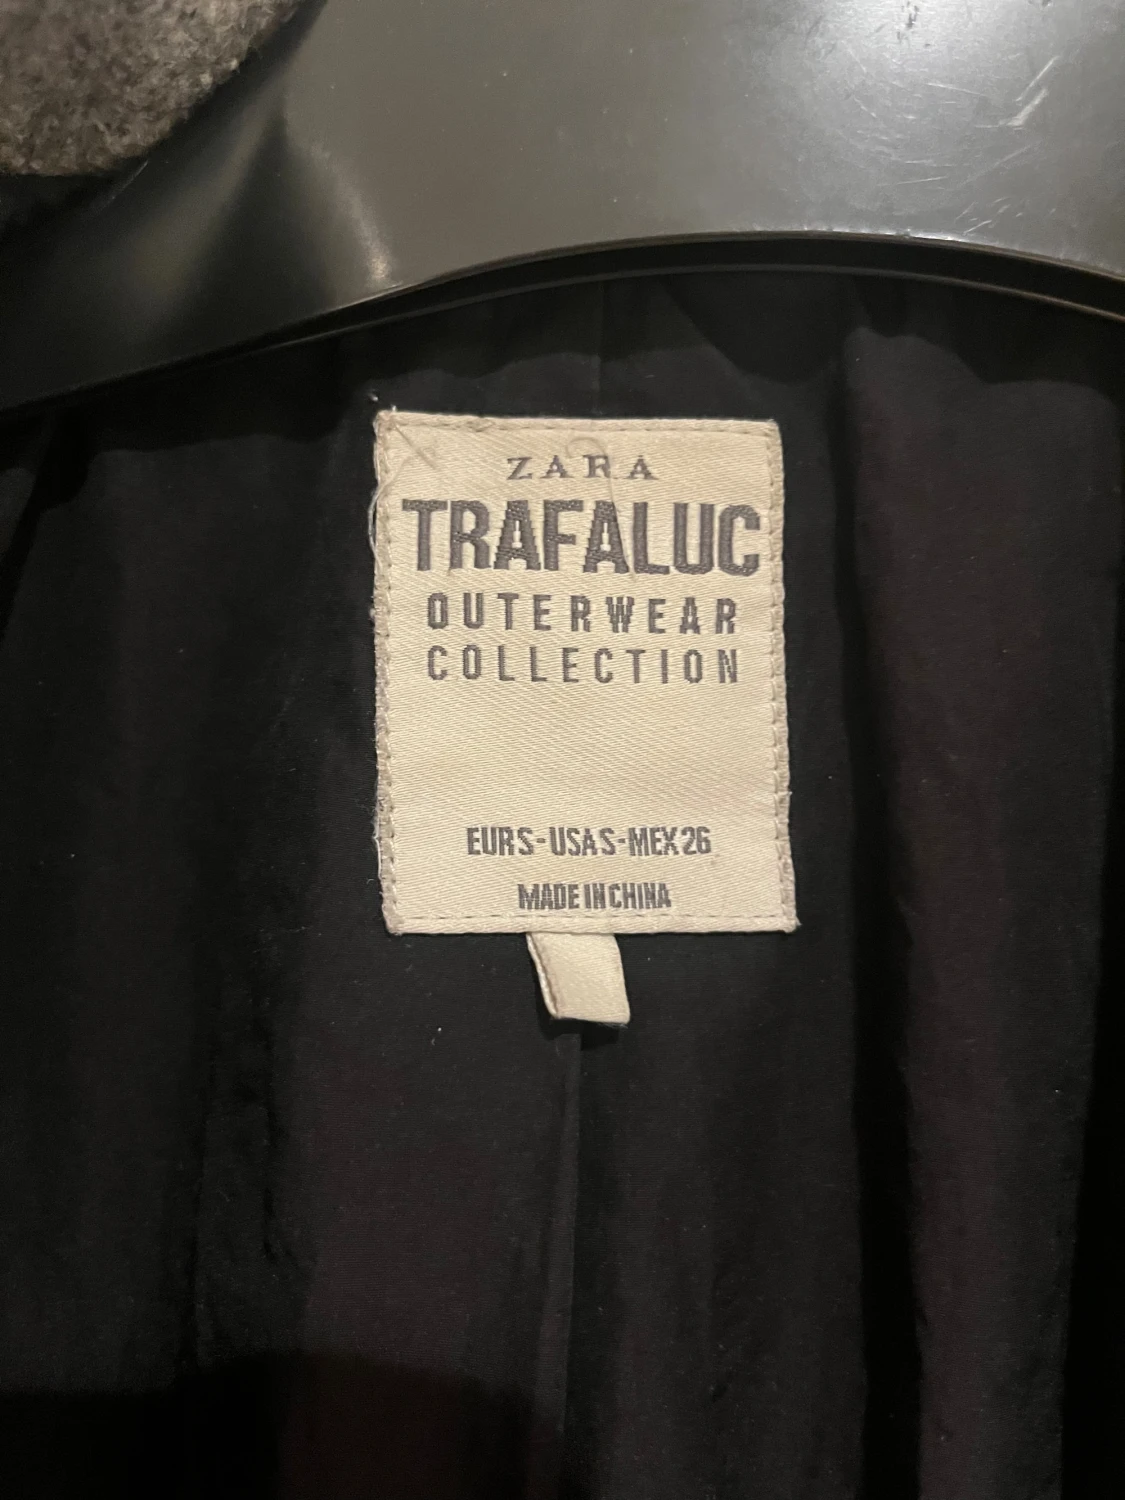 ZARA
TRAFALUC
OUTERWEAR
COLLECTION
EUR S - USA S - MEX 26
MADE IN CHINA